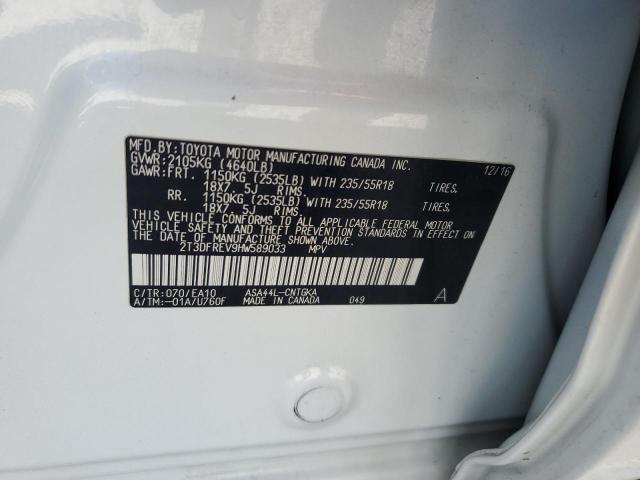 MFD. BY: TOYOTA MOTOR MANUFACTURING CANADA INC. 12/16
GVWR: 2105KG (4640LB)
GAWR: FRT. 1150KG (2535LB) WITH 235/55R18 TIRES.
18X7.5J RIMS.
RR. 1150KG (2535LB) WITH 235/55R18 TIRES.
18X7.5J RIMS.
THIS VEHICLE CONFORMS TO ALL APPLICABLE FEDERAL MOTOR
VEHICLE SAFETY AND THEFT PREVENTION STANDARDS IN EFFECT
ON THE DATE OF MANUFACTURE SHOWN ABOVE.
2T3DFREV9HW589033 MPV
C/TR: 070/EA10 ASA44L-CNTGKA
A/TM: -01A/U760F MADE IN CANADA 049 A